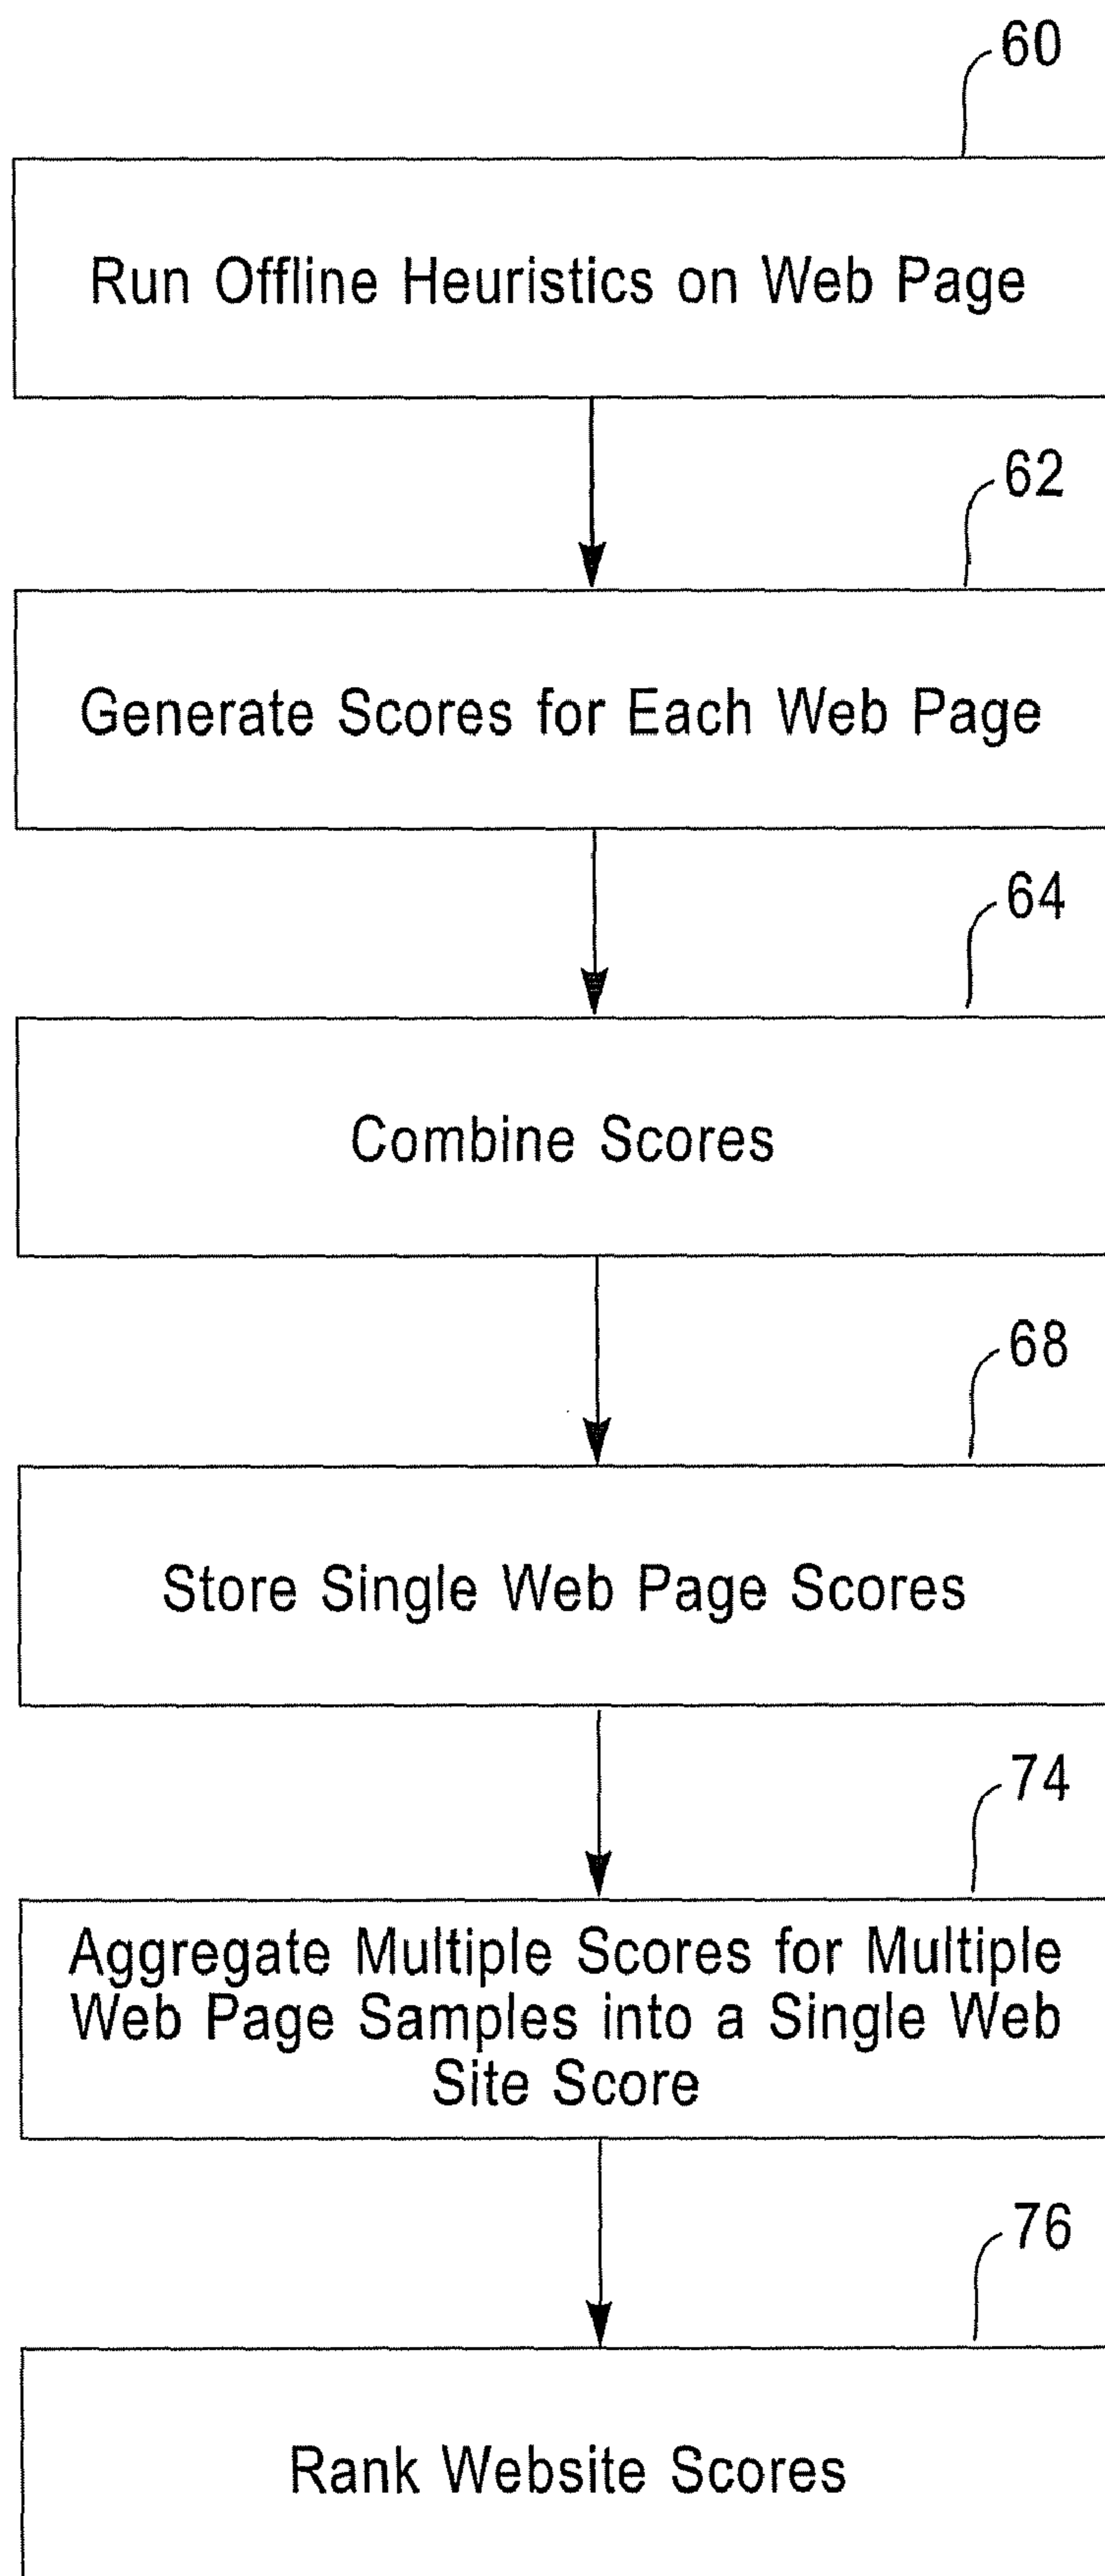 60
Run Offline Heuristics on Web Page
62
Generate Scores for Each Web Page
64
Combine Scores
68
Store Single Web Page Scores
74
Aggregate Multiple Scores for Multiple
Web Page Samples into a Single Web
Site Score
76
Rank Website Scores